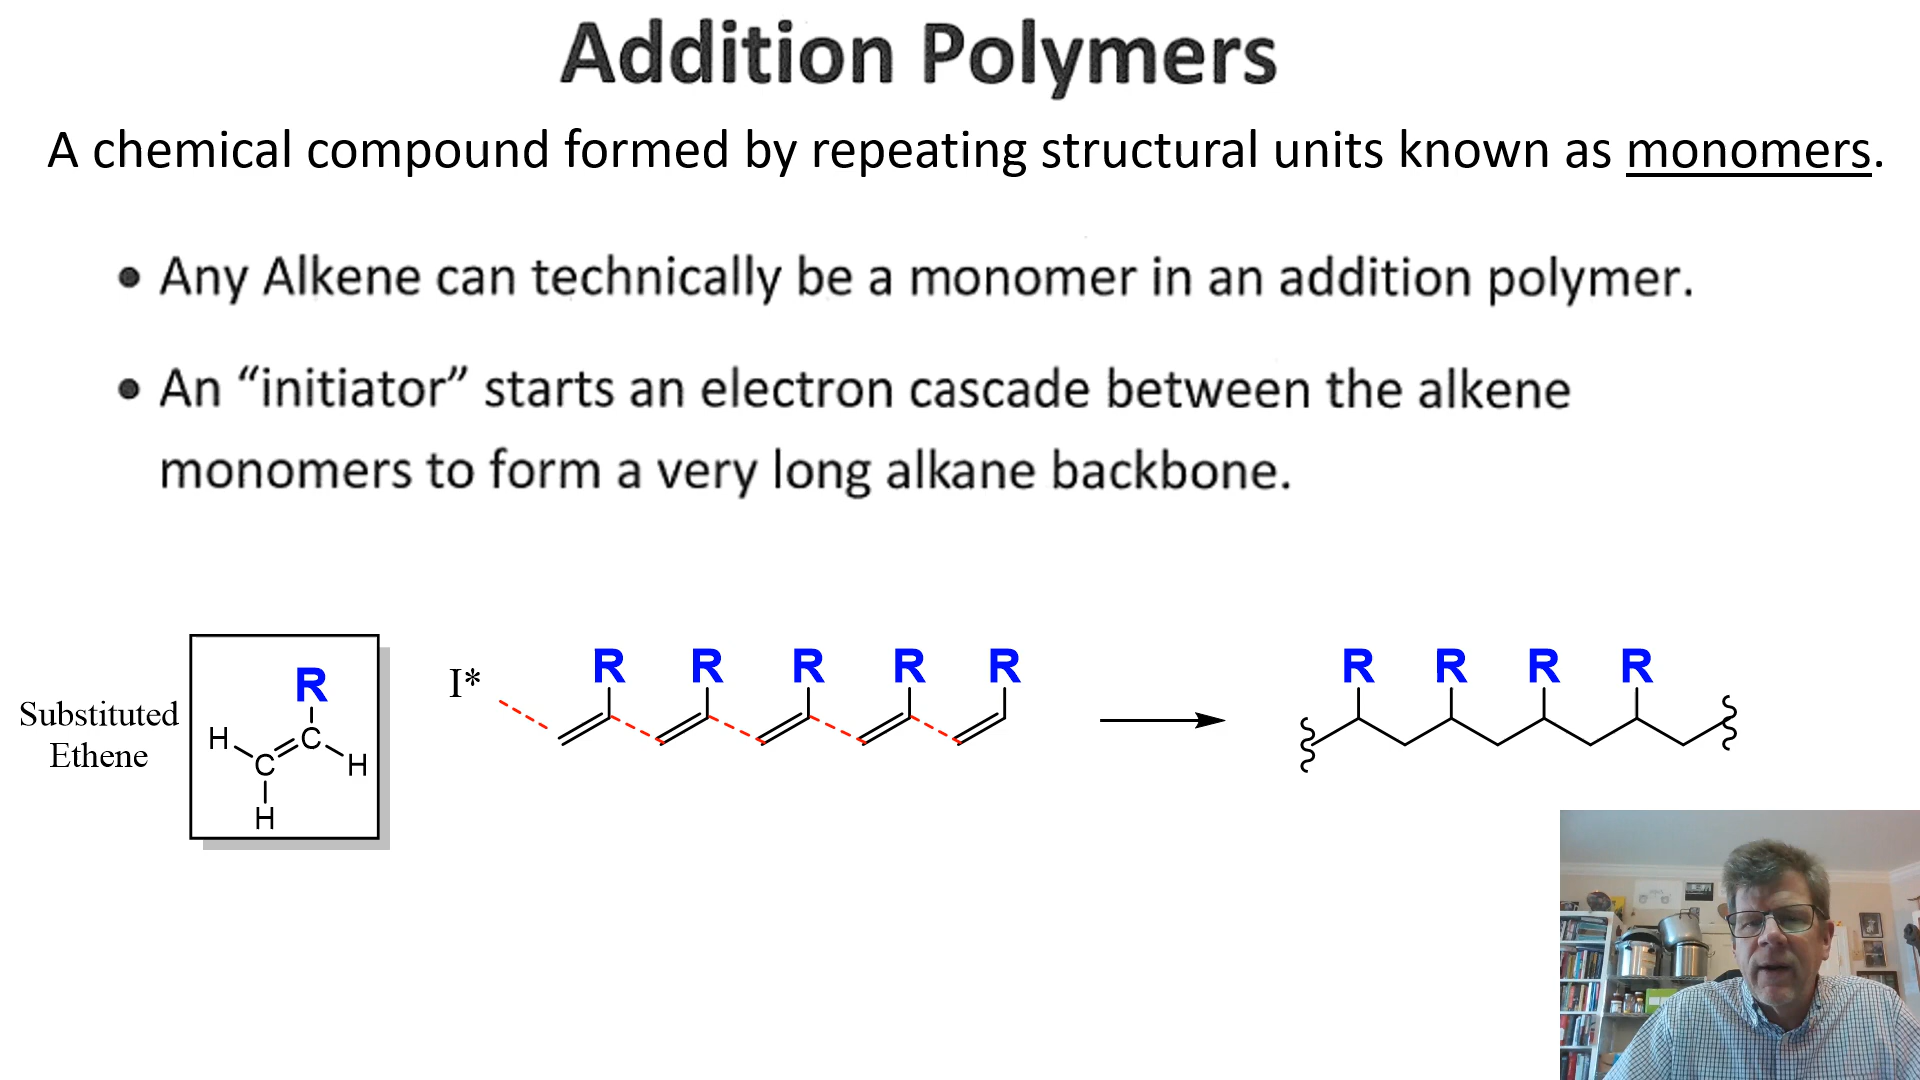 Addition Polymers
A chemical compound formed by repeating structural units known as monomers.
• Any Alkene can technically be a monomer in an addition polymer.
• An “initiator” starts an electron cascade between the alkene
monomers to form a very long alkane backbone.
Substituted
Ethene
R
H C
C H
H
I*
R R R R R
R R R R